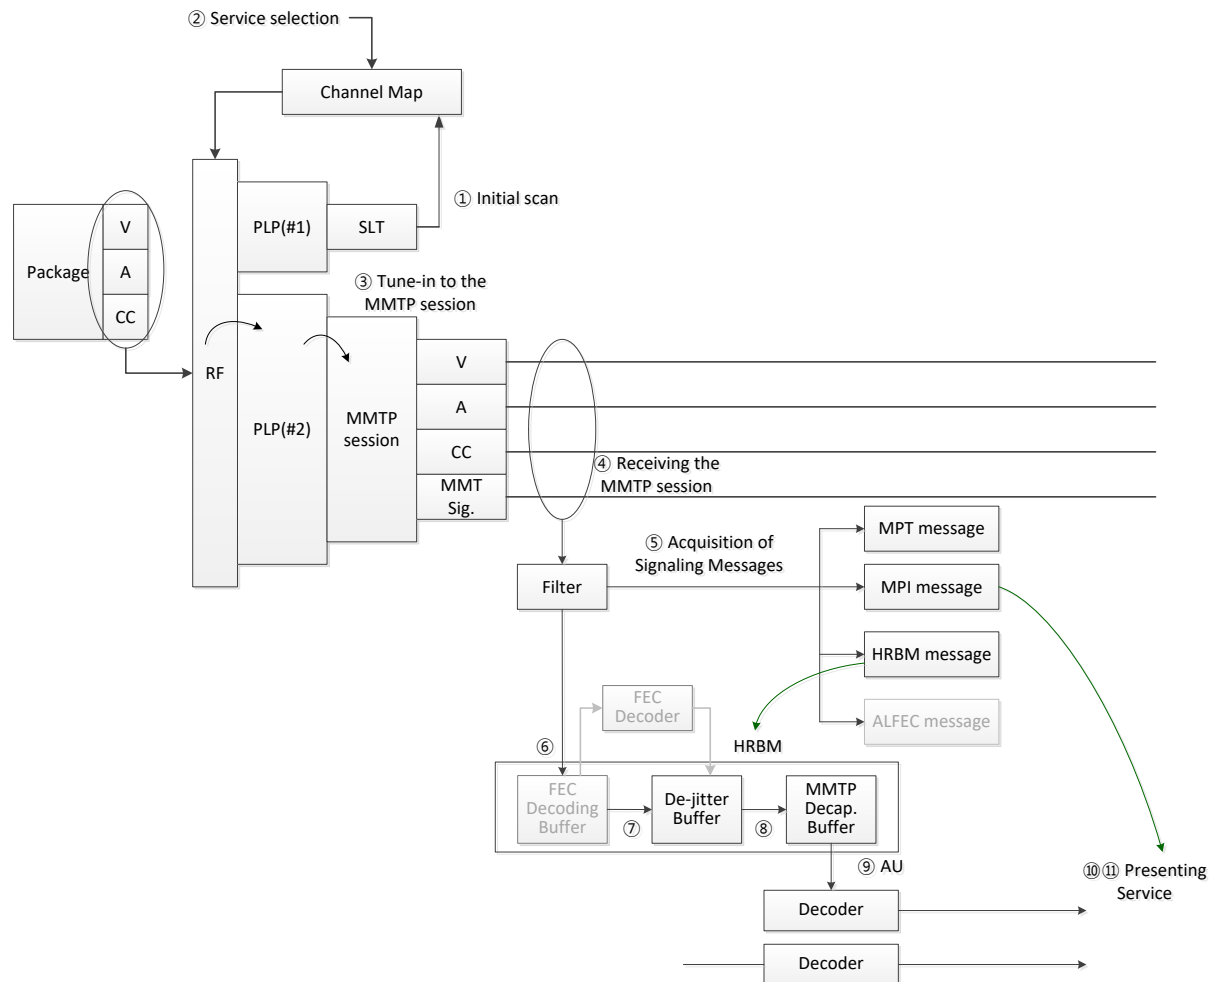 ② Service selection
Channel Map
① Initial scan
PLP(#1)
SLT
V
Package
A
CC
③ Tune-in to the
MMTP session
RF
PLP(#2)
MMTP
session
V
A
CC
MMT
Sig.
④ Receiving the
MMTP session
⑤ Acquisition of
Signaling Messages
Filter
MPT message
MPI message
HRBM message
ALFEC message
FEC
Decoder
HRBM
⑥
FEC
Decoding
Buffer
⑦
De-jitter
Buffer
⑧
MMTP
Decap.
Buffer
⑨ AU
⑩⑪ Presenting
Service
Decoder
Decoder